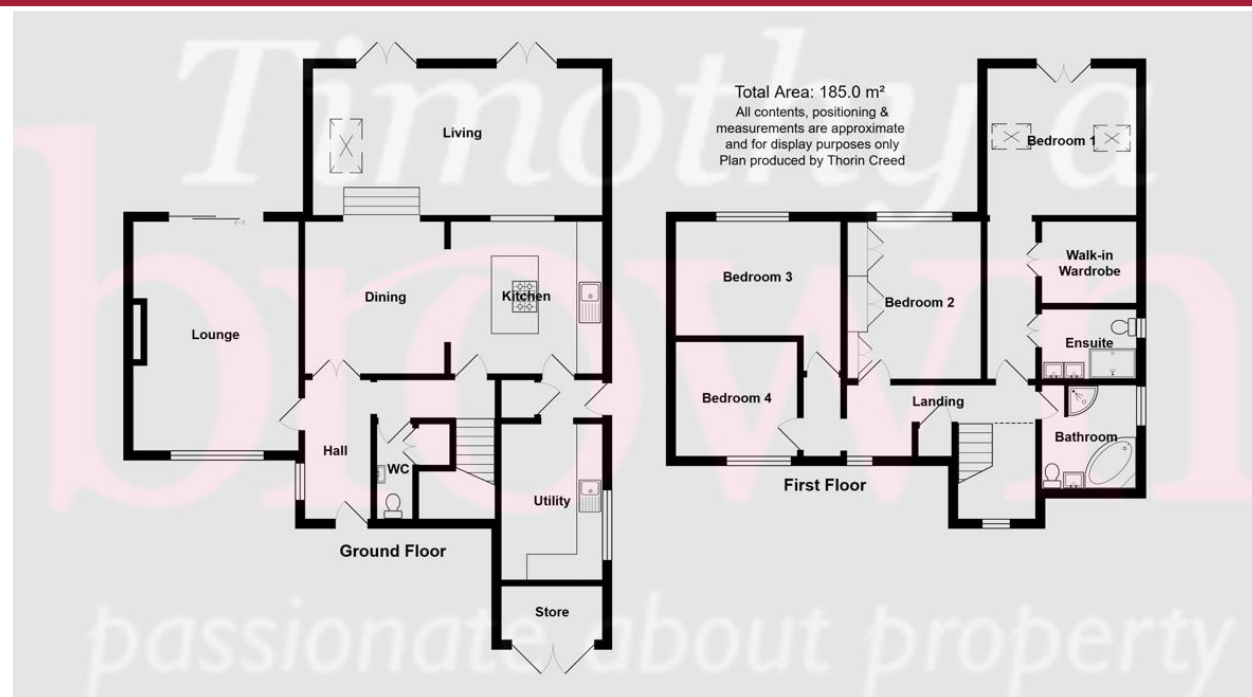 Timothy a
brown
passionate about property
Total Area: 185.0 m²
All contents, positioning &
measurements are approximate
and for display purposes only
Plan produced by Thorin Creed
Living
Dining
Kitchen
Lounge
Hall
WC
Utility
Store
Ground Floor
Bedroom 1
Walk-in
Wardrobe
Bedroom 3
Bedroom 2
Ensuite
Bedroom 4
Landing
Bathroom
First Floor